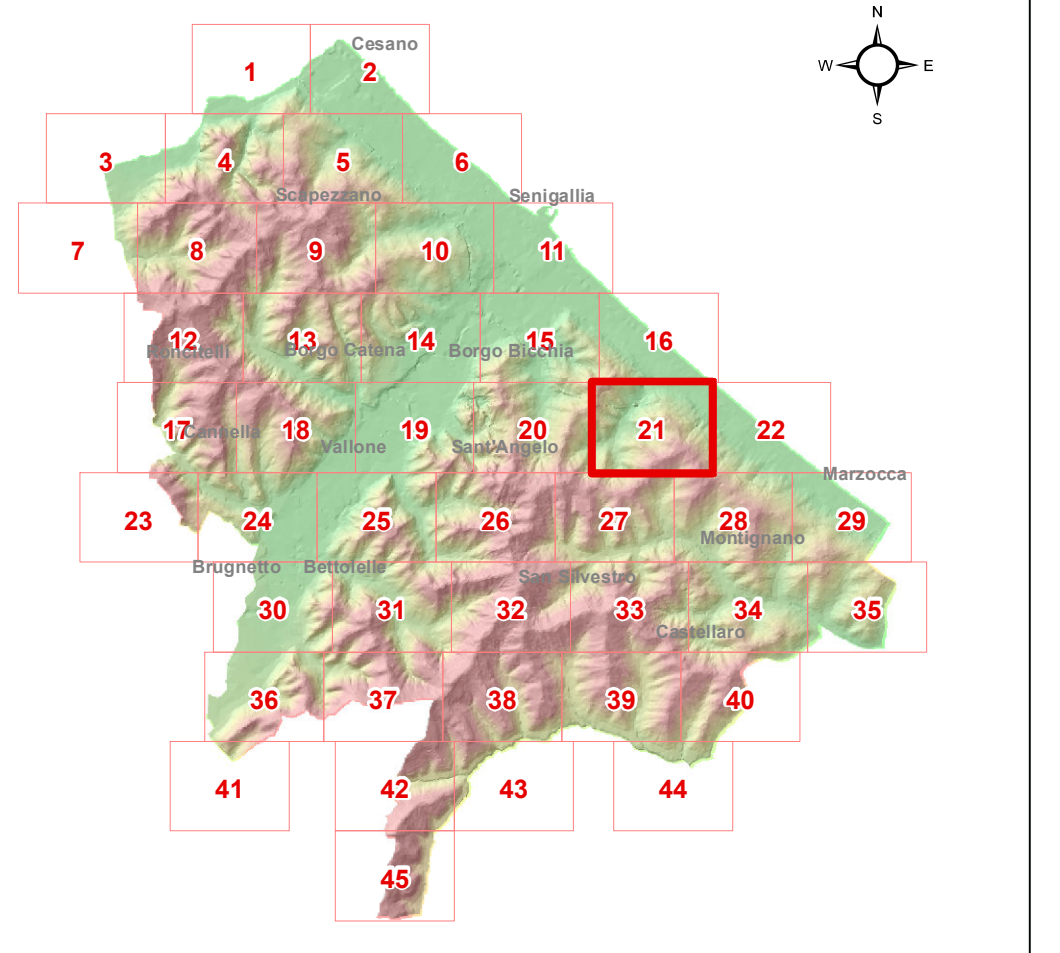 N
Cesano
W E
1 2
S
3 4 5 6
Scapezzano Senigallia
7 8 9 10 11
12 13 14 15 16
Roncitelli Borgo Catena Borgo Bicchia
17 18 19 20 21 22
Cannella Vallone Sant'Angelo
Marzocca
23 24 25 26 27 28 29
Montignano
Brugnetto Bettolelle
San Silvestro
30 31 32 33 34 35
Castellaro
36 37 38 39 40
41 42 43 44
45